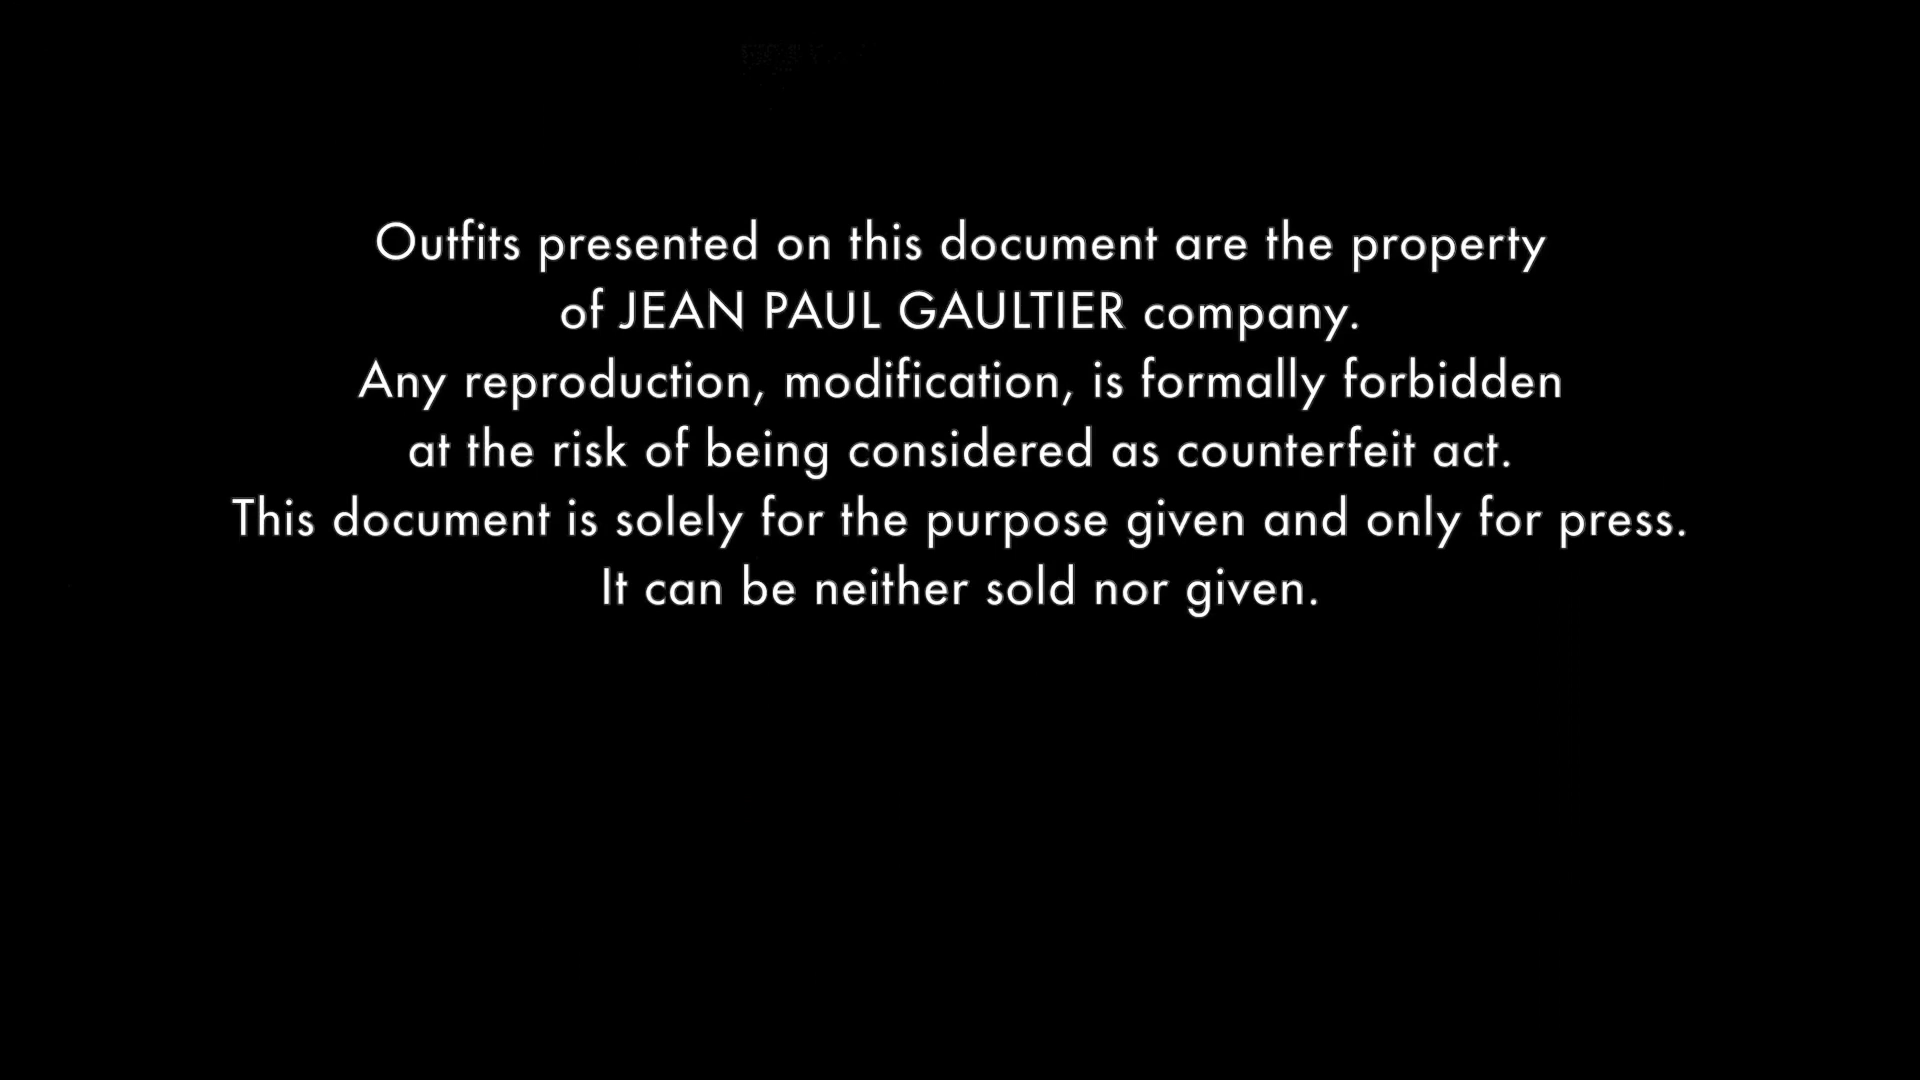 Outfits presented on this document are the property
of JEAN PAUL GAULTIER company.
Any reproduction, modification, is formally forbidden
at the risk of being considered as counterfeit act.
This document is solely for the purpose given and only for press.
It can be neither sold nor given.